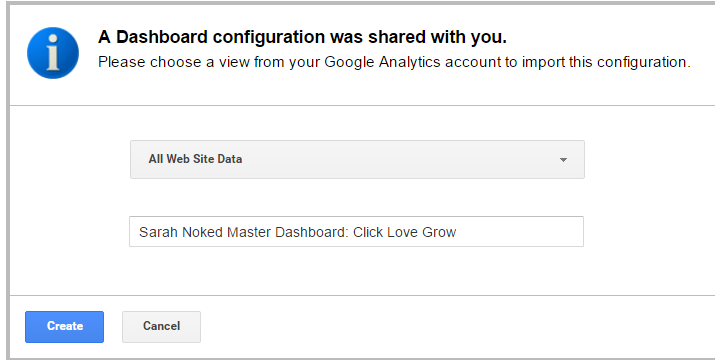 A Dashboard configuration was shared with you.
Please choose a view from your Google Analytics account to import this configuration.
All Web Site Data
Sarah Noked Master Dashboard: Click Love Grow
Create
Cancel